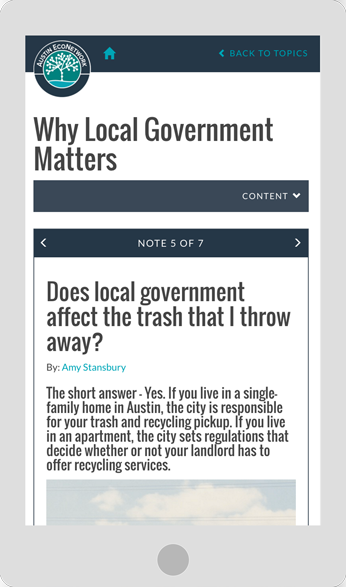 AUSTIN ECONETWORK
BACK TO TOPICS
Why Local Government
Matters
CONTENT
NOTE 5 OF 7
Does local government
affect the trash that I throw
away?
By: Amy Stansbury
The short answer - Yes. If you live in a single-
family home in Austin, the city is responsible
for your trash and recycling pickup. If you live
in an apartment, the city sets regulations that
decide whether or not your landlord has to
offer recycling services.